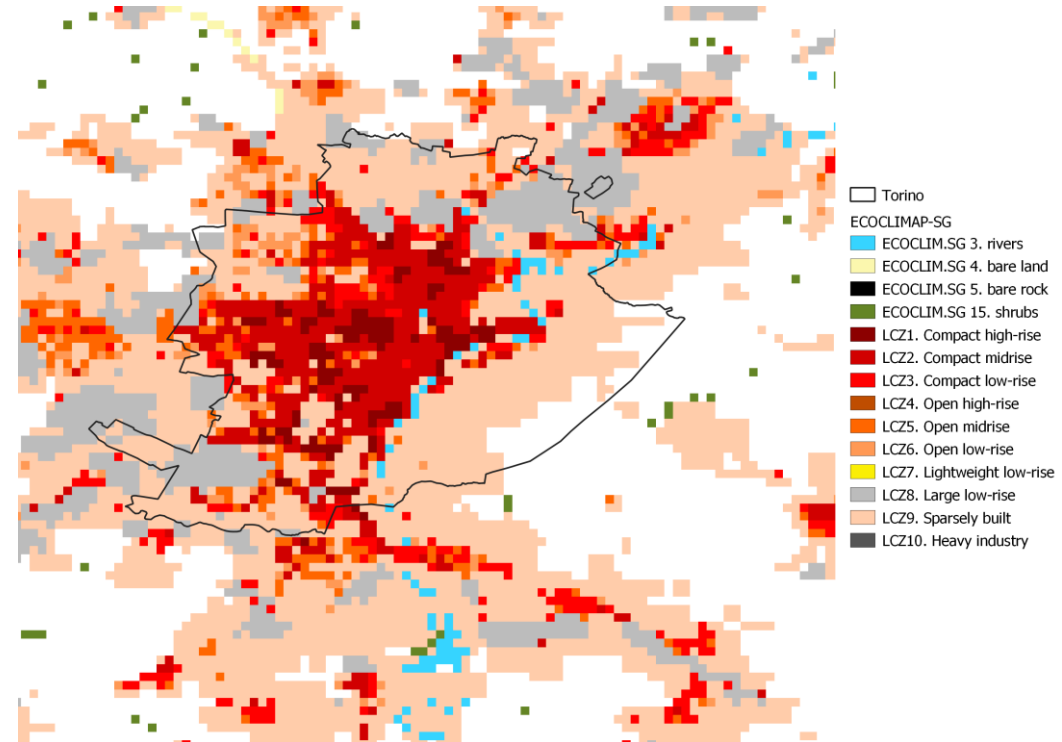 Torino
ECOCLIMAP-SG
ECOCLIM.SG 3. rivers
ECOCLIM.SG 4. bare land
ECOCLIM.SG 5. bare rock
ECOCLIM.SG 15. shrubs
LCZ1. Compact high-rise
LCZ2. Compact midrise
LCZ3. Compact low-rise
LCZ4. Open high-rise
LCZ5. Open midrise
LCZ6. Open low-rise
LCZ7. Lightweight low-rise
LCZ8. Large low-rise
LCZ9. Sparsely built
LCZ10. Heavy industry